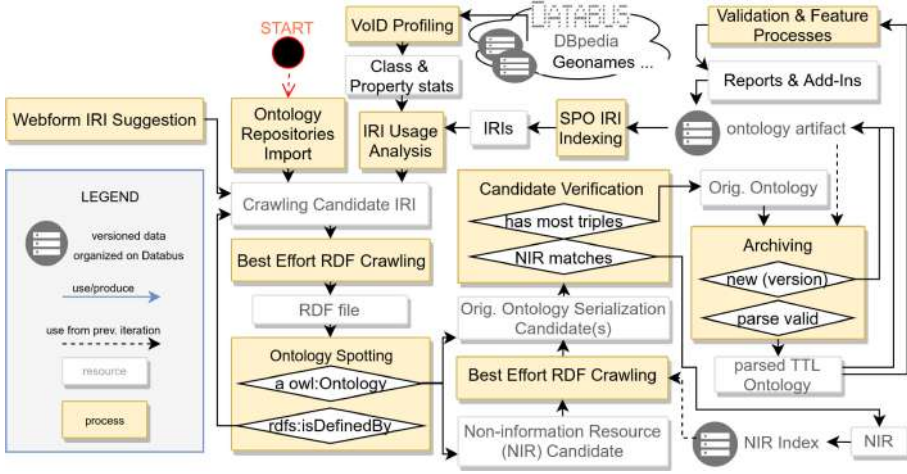 START
VoID Profiling
DATABUS
DBpedia
Geonames ...
Validation & Feature
Processes
Class &
Property stats
Reports & Add-Ins
Webform IRI Suggestion
Ontology
Repositories
Import
IRI Usage
Analysis
IRIs
SPO IRI
Indexing
ontology artifact
LEGEND
versioned data
organized on Databus
use/produce
use from prev. iteration
resource
process
Crawling Candidate IRI
Candidate Verification
has most triples
NIR matches
Orig. Ontology
Best Effort RDF Crawling
Archiving
new (version)
parse valid
RDF file
Orig. Ontology Serialization
Candidate(s)
Ontology Spotting
a owl:Ontology
rdfs:isDefinedBy
Best Effort RDF Crawling
parsed TTL
Ontology
Non-information Resource
(NIR) Candidate
NIR Index
NIR